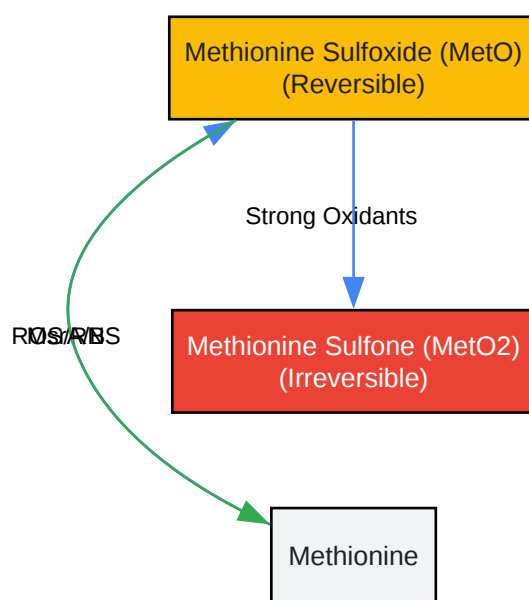 Methionine Sulfoxide (MetO)
(Reversible)
Strong Oxidants
Methionine Sulfone (MetO2)
(Irreversible)
Methionine